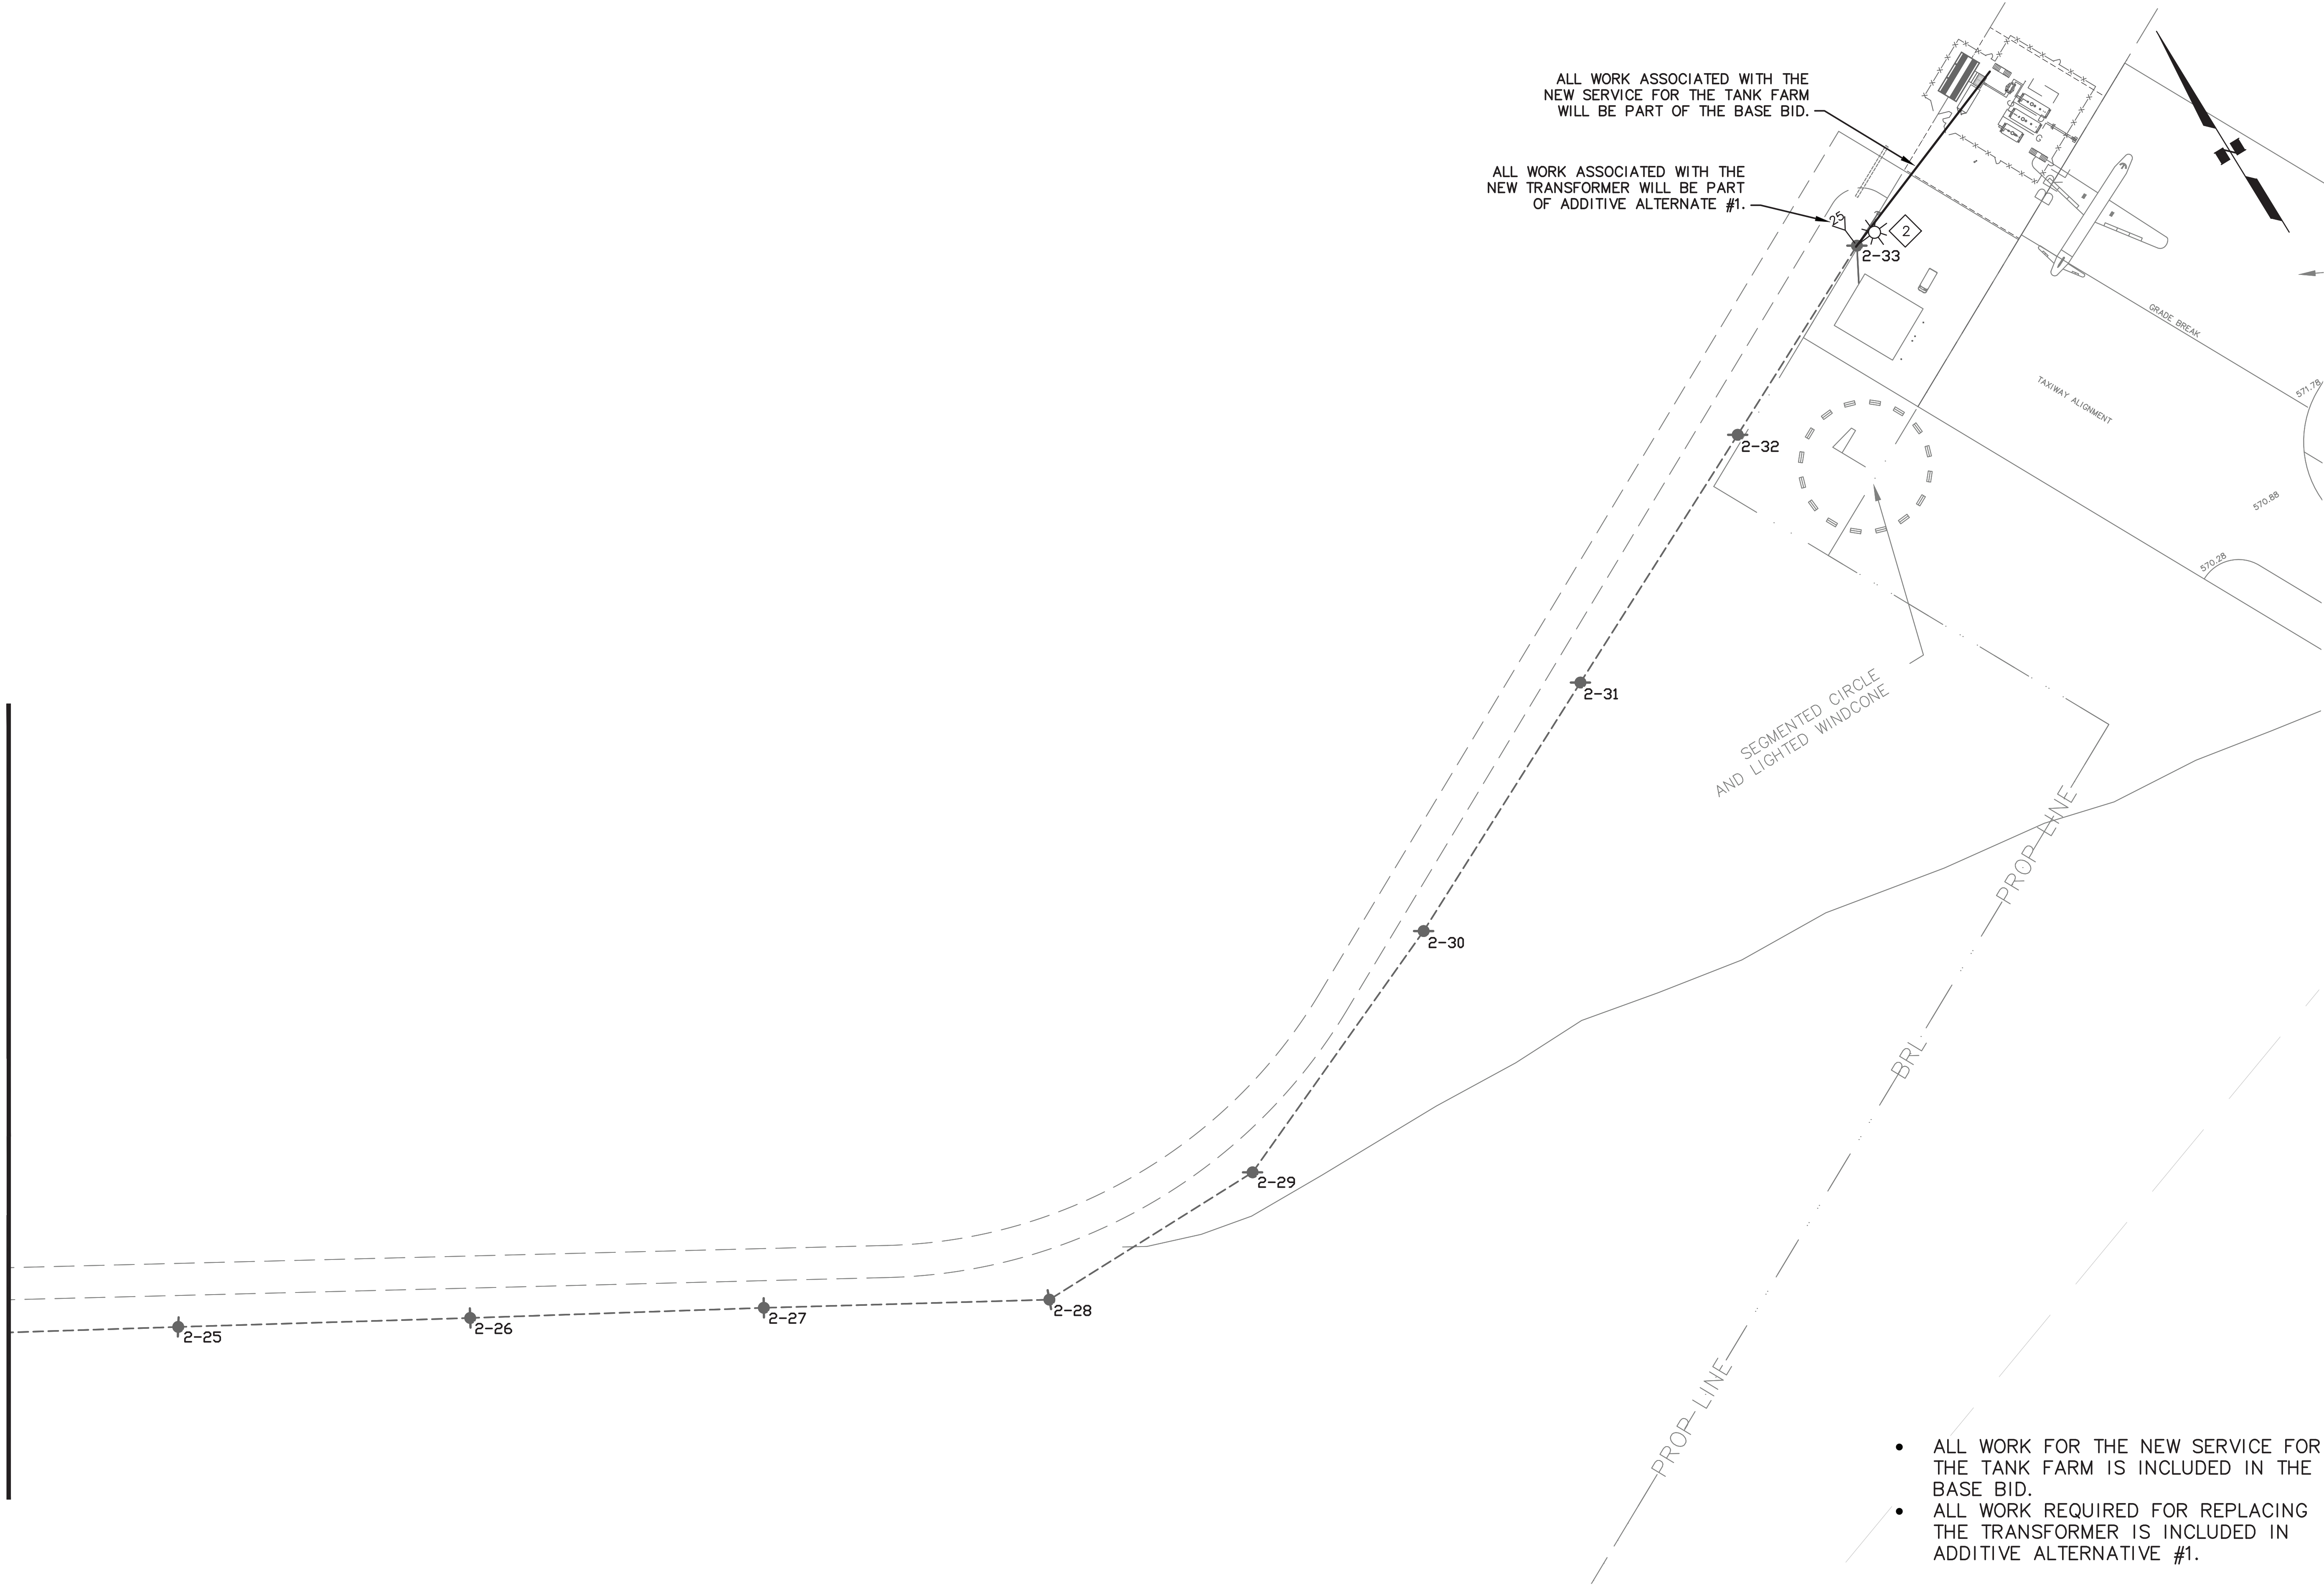 ALL WORK ASSOCIATED WITH THE
NEW SERVICE FOR THE TANK FARM
WILL BE PART OF THE BASE BID.
ALL WORK ASSOCIATED WITH THE
NEW TRANSFORMER WILL BE PART
OF ADDITIVE ALTERNATE #1.
25
2
N
G
2-33
BRL
GRADE BREAK
TAXIWAY ALIGNMENT
571.78
2-32
570.88
570.28
2-31
SEGMENTED CIRCLE
AND LIGHTED WINDCONE
PROP LINE
2-30
BRL
2-29
2-28
2-27
2-26
2-25
PROP LINE
• ALL WORK FOR THE NEW SERVICE FOR
THE TANK FARM IS INCLUDED IN THE
BASE BID.
• ALL WORK REQUIRED FOR REPLACING
THE TRANSFORMER IS INCLUDED IN
ADDITIVE ALTERNATIVE #1.